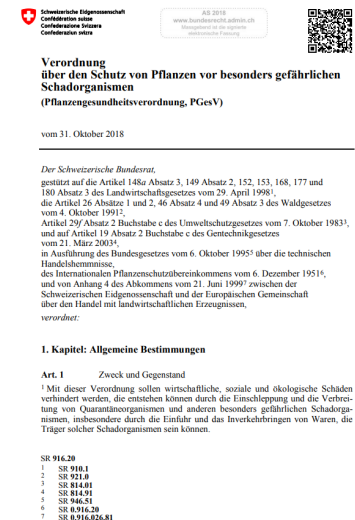 Schweizerische Eidgenossenschaft
Confédération suisse
Confederazione Svizzera
Confederaziun svizra
AS 2018
www.bundesrecht.admin.ch
Massgebend ist die signierte
elektronische Fassung
Verordnung
über den Schutz von Pflanzen vor besonders gefährlichen
Schadorganismen
(Pflanzengesundheitsverordnung, PGesV)
vom 31. Oktober 2018
Der Schweizerische Bundesrat,
gestützt auf die Artikel 148a Absatz 3, 149 Absatz 2, 152, 153, 168, 177 und
180 Absatz 3 des Landwirtschaftsgesetzes vom 29. April 1998¹,
die Artikel 26 Absätze 1 und 2, 46 Absatz 4 und 49 Absatz 3 des Waldgesetzes
vom 4. Oktober 1991²,
Artikel 29f Absatz 2 Buchstabe c des Umweltschutzgesetzes vom 7. Oktober 1983³,
und auf Artikel 19 Absatz 2 Buchstabe c des Gentechnikgesetzes
vom 21. März 2003⁴,
in Ausführung des Bundesgesetzes vom 6. Oktober 1995⁵ über die technischen
Handelshemmnisse,
des Internationalen Pflanzenschutzübereinkommens vom 6. Dezember 1951⁶,
und von Anhang 4 des Abkommens vom 21. Juni 1999⁷ zwischen der
Schweizerischen Eidgenossenschaft und der Europäischen Gemeinschaft
über den Handel mit landwirtschaftlichen Erzeugnissen,
verordnet:
1. Kapitel: Allgemeine Bestimmungen
Art. 1 Zweck und Gegenstand
¹ Mit dieser Verordnung sollen wirtschaftliche, soziale und ökologische Schäden
verhindert werden, die entstehen können durch die Einschleppung und die Verbrei-
tung von Quarantäneorganismen und anderen besonders gefährlichen Schadorga-
nismen, insbesondere durch die Einfuhr und das Inverkehrbringen von Waren, die
Träger solcher Schadorganismen sein können.
SR 916.20
1 SR 910.1
2 SR 921.0
3 SR 814.01
4 SR 814.91
5 SR 946.51
6 SR 0.916.20
7 SR 0.916.026.81